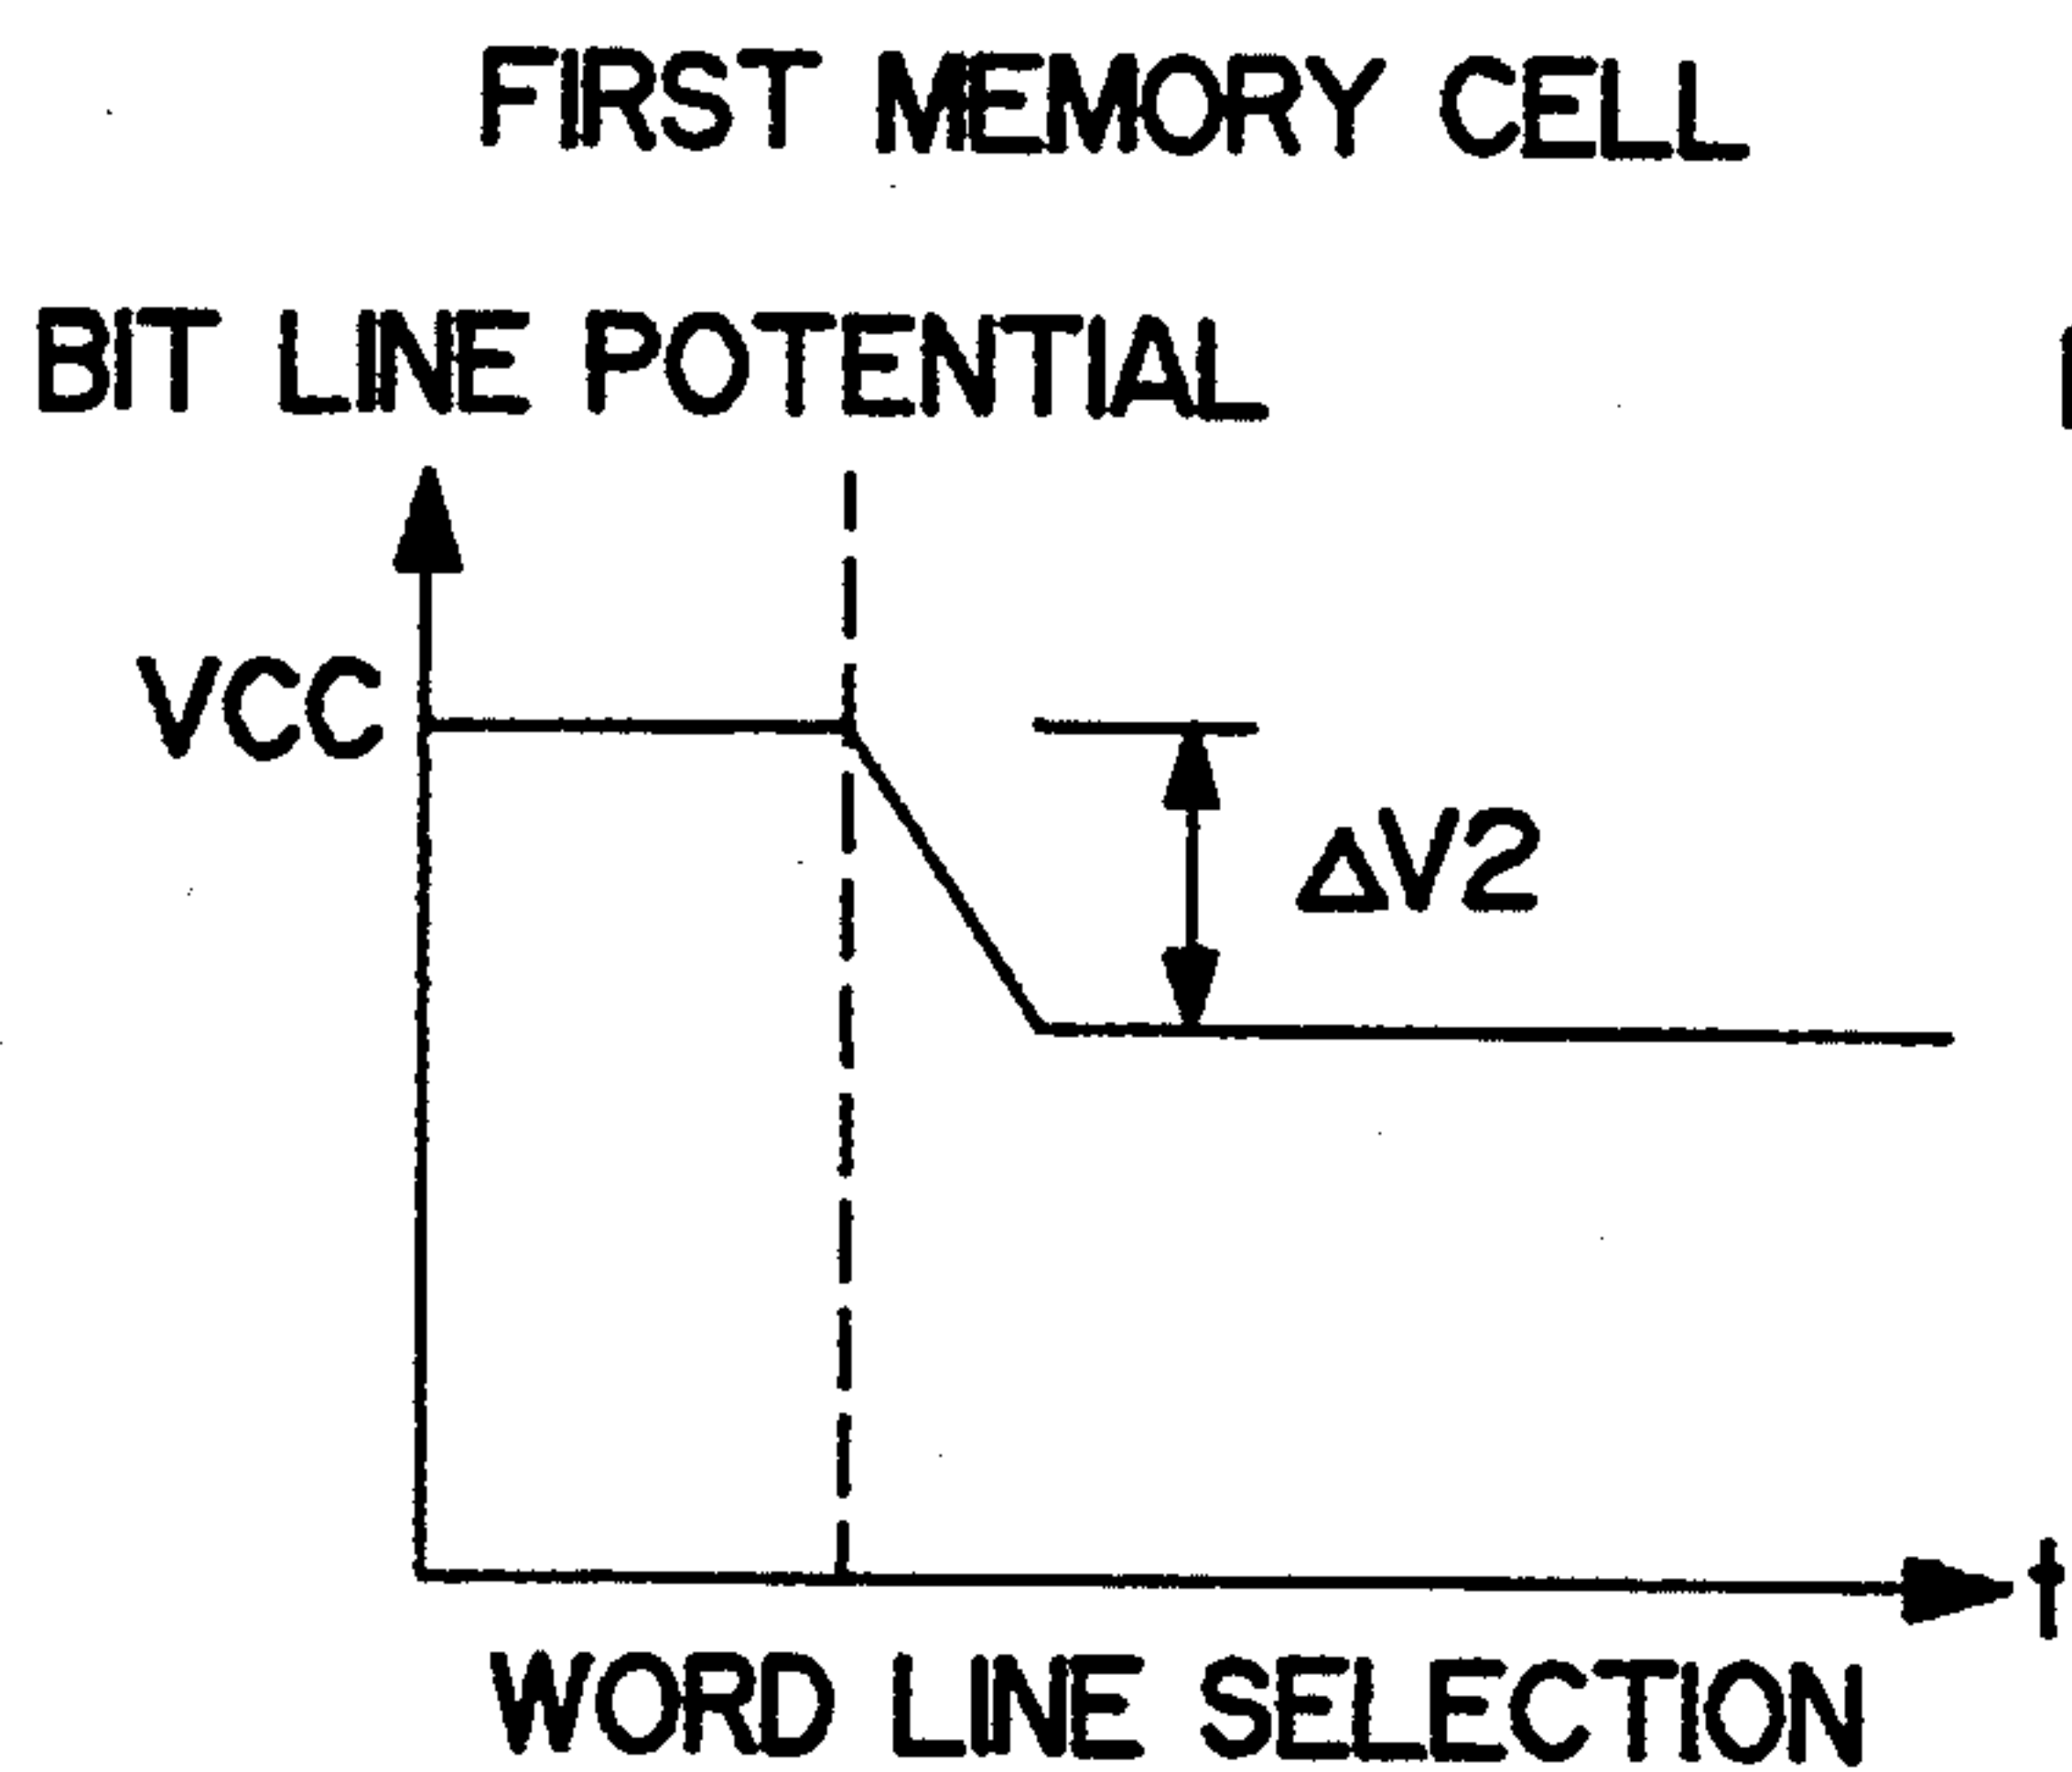 FIRST MEMORY CELL
BIT LINE POTENTIAL
VCC
ΔV2
t
WORD LINE SELECTION